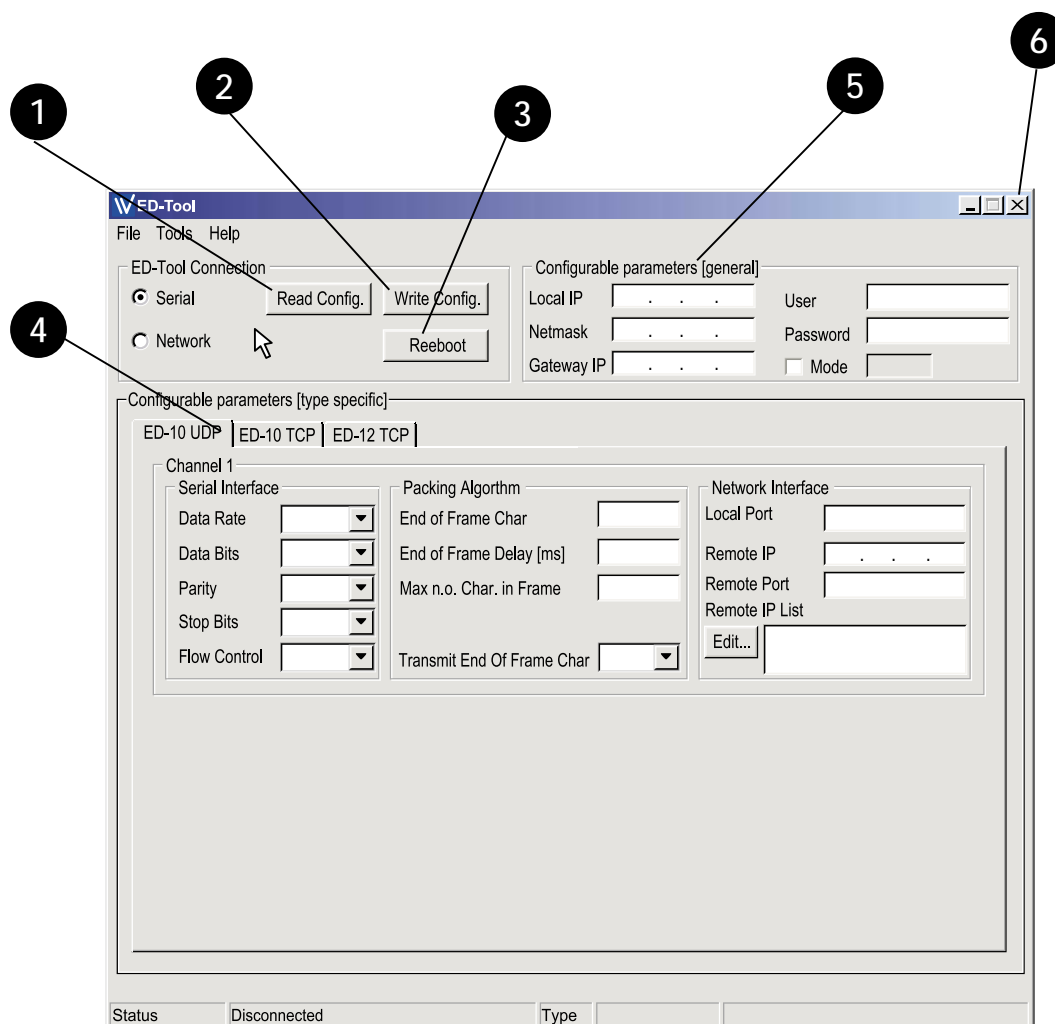 6
2
5
1
3
ED-Tool
File Tools Help
ED-Tool Connection
Serial
Read Config.
Write Config.
Network
Reeboot
4
Configurable parameters [general]
Local IP . . .
User
Netmask . . .
Password
Gateway IP . . .
Mode
Configurable parameters [type specific]
ED-10 UDP ED-10 TCP ED-12 TCP
Channel 1
Serial Interface
Data Rate
Data Bits
Parity
Stop Bits
Flow Control
Packing Algorthm
End of Frame Char
End of Frame Delay [ms]
Max n.o. Char. in Frame
Transmit End Of Frame Char
Network Interface
Local Port
Remote IP . . .
Remote Port
Remote IP List
Edit...
Status Disconnected Type